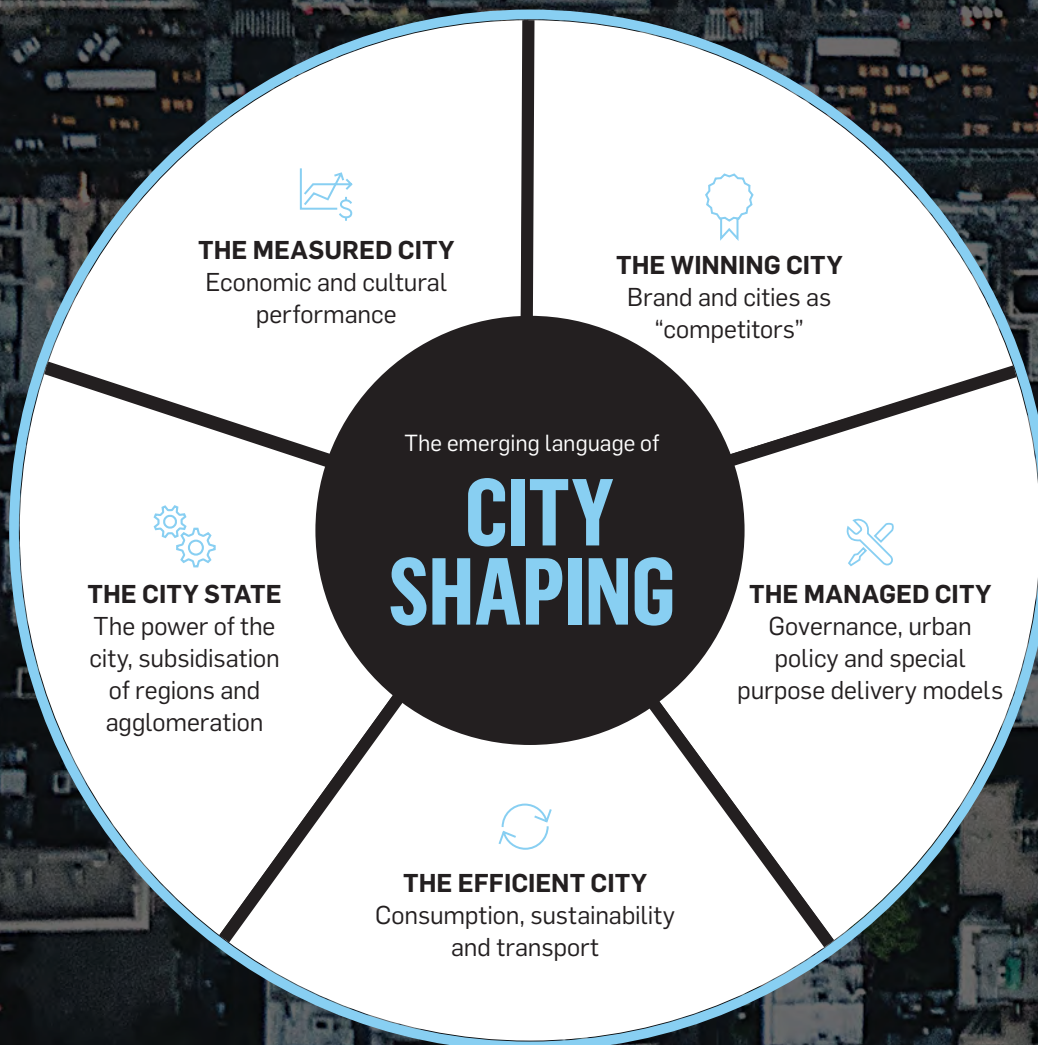 The emerging language of
CITY
SHAPING
THE MEASURED CITY
Economic and cultural
performance
THE WINNING CITY
Brand and cities as
“competitors”
THE MANAGED CITY
Governance, urban
policy and special
purpose delivery models
THE EFFICIENT CITY
Consumption, sustainability
and transport
THE CITY STATE
The power of the
city, subsidisation
of regions and
agglomeration
$